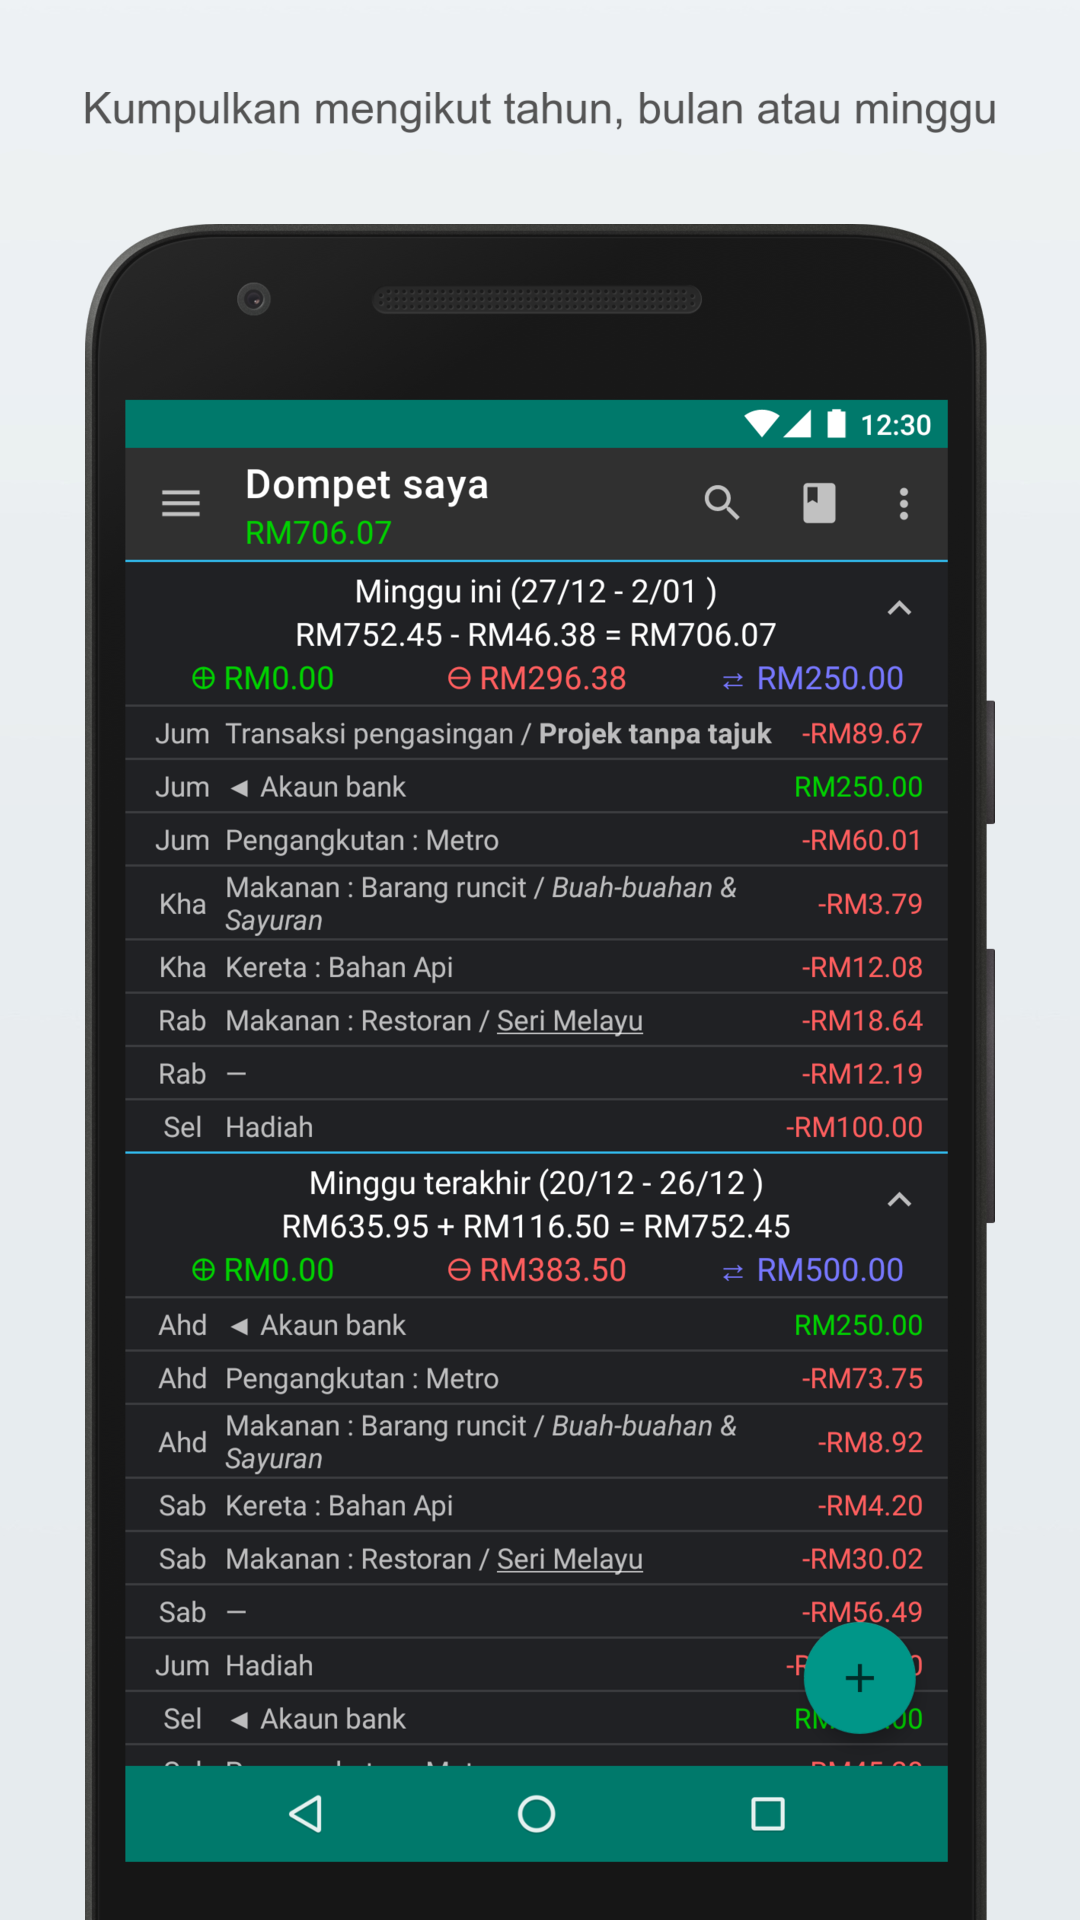 Kumpulkan mengikut tahun, bulan atau minggu
12:30
Dompet saya
RM706.07
Minggu ini (27/12 - 2/01 )
RM752.45 - RM46.38 = RM706.07
⊕ RM0.00 ⊖ RM296.38 ⇄ RM250.00
Jum Transaksi pengasingan / Projek tanpa tajuk -RM89.67
Jum ◄ Akaun bank RM250.00
Jum Pengangkutan : Metro -RM60.01
Kha Makanan : Barang runcit / Buah-buahan &
Sayuran -RM3.79
Kha Kereta : Bahan Api -RM12.08
Rab Makanan : Restoran / Seri Melayu -RM18.64
Rab — -RM12.19
Sel Hadiah -RM100.00
Minggu terakhir (20/12 - 26/12 )
RM635.95 + RM116.50 = RM752.45
⊕ RM0.00 ⊖ RM383.50 ⇄ RM500.00
Ahd ◄ Akaun bank RM250.00
Ahd Pengangkutan : Metro -RM73.75
Ahd Makanan : Barang runcit / Buah-buahan &
Sayuran -RM8.92
Sab Kereta : Bahan Api -RM4.20
Sab Makanan : Restoran / Seri Melayu -RM30.02
Sab — -RM56.49
Jum Hadiah
Sel ◄ Akaun bank